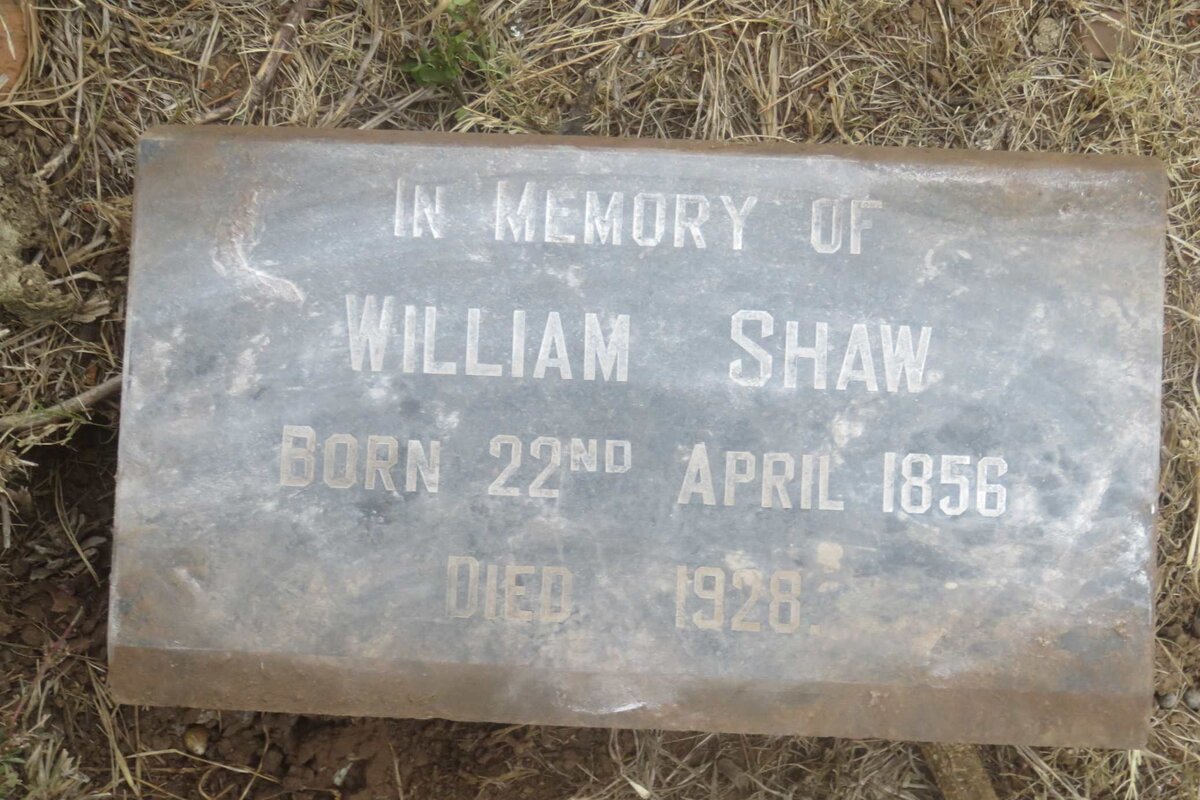 In Memory of
William Shaw
Born 22nd April 1856
Died 1928.